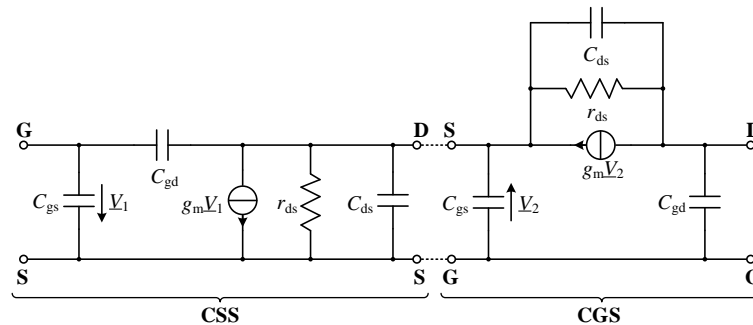 C_ds
r_ds
G
D
S
C_gd
g_mV_2
C_gs
V_1
g_mV_1
r_ds
C_ds
C_gs
V_2
C_gd
S
S
G
CSS
CGS